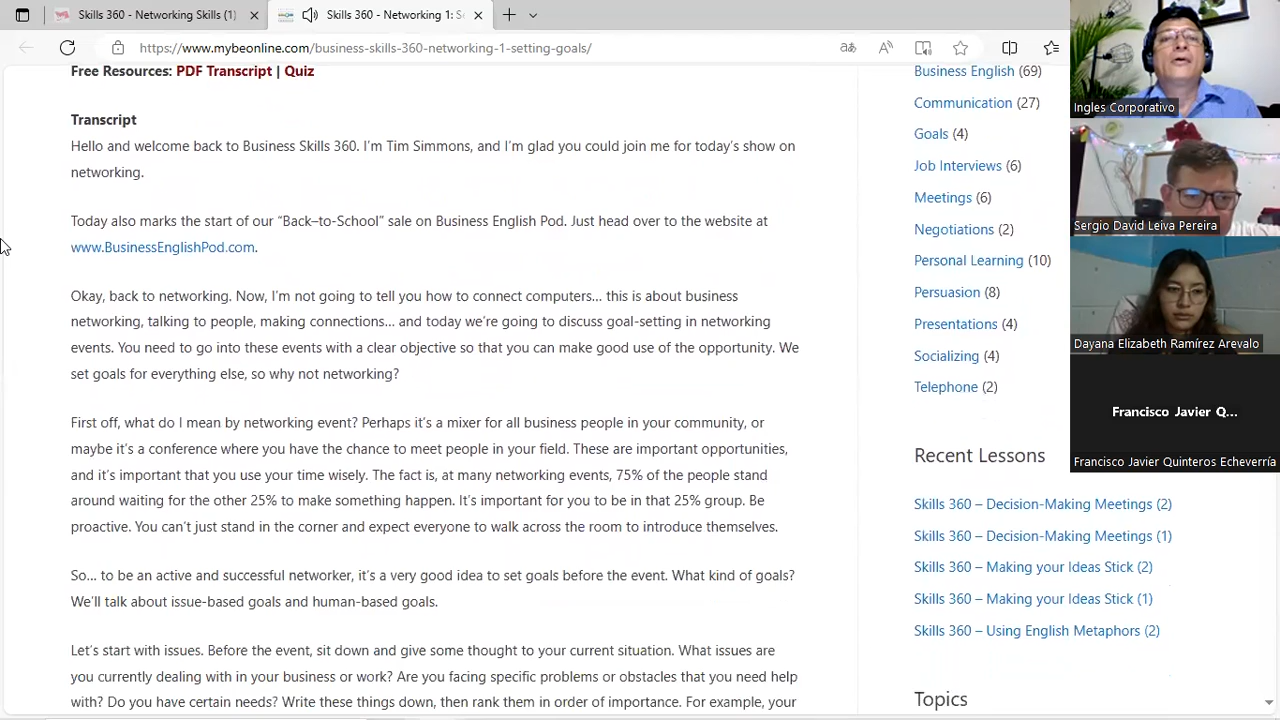 Skills 360 - Networking Skills (1)
Skills 360 - Networking 1: Se
https://www.mybeonline.com/business-skills-360-networking-1-setting-goals/
Free Resources: PDF Transcript | Quiz
Transcript
Hello and welcome back to Business Skills 360. I'm Tim Simmons, and I'm glad you could join me for today's show on
networking.
Today also marks the start of our "Back–to-School" sale on Business English Pod. Just head over to the website at
www.BusinessEnglishPod.com.
Okay, back to networking. Now, I'm not going to tell you how to connect computers… this is about business
networking, talking to people, making connections… and today we're going to discuss goal-setting in networking
events. You need to go into these events with a clear objective so that you can make good use of the opportunity. We
set goals for everything else, so why not networking?
First off, what do I mean by networking event? Perhaps it's a mixer for all business people in your community, or
maybe it's a conference where you have the chance to meet people in your field. These are important opportunities,
and it's important that you use your time wisely. The fact is, at many networking events, 75% of the people stand
around waiting for the other 25% to make something happen. It's important for you to be in that 25% group. Be
proactive. You can't just stand in the corner and expect everyone to walk across the room to introduce themselves.
So… to be an active and successful networker, it's a very good idea to set goals before the event. What kind of goals?
We'll talk about issue-based goals and human-based goals.
Let's start with issues. Before the event, sit down and give some thought to your current situation. What issues are
you currently dealing with in your business or work? Are you facing specific problems or obstacles that you need help
with? Do you have certain needs? Write these things down, then rank them in order of importance. For example, your
Business English (69)
Communication (27)
Goals (4)
Job Interviews (6)
Meetings (6)
Negotiations (2)
Personal Learning (10)
Persuasion (8)
Presentations (4)
Socializing (4)
Telephone (2)
Recent Lessons
Skills 360 – Decision-Making Meetings (2)
Skills 360 – Decision-Making Meetings (1)
Skills 360 – Making your Ideas Stick (2)
Skills 360 – Making your Ideas Stick (1)
Skills 360 – Using English Metaphors (2)
Topics
Ingles Corporativo
Sergio David Leiva Pereira
Dayana Elizabeth Ramírez Arevalo
Francisco Javier Q...
Francisco Javier Quinteros Echeverría